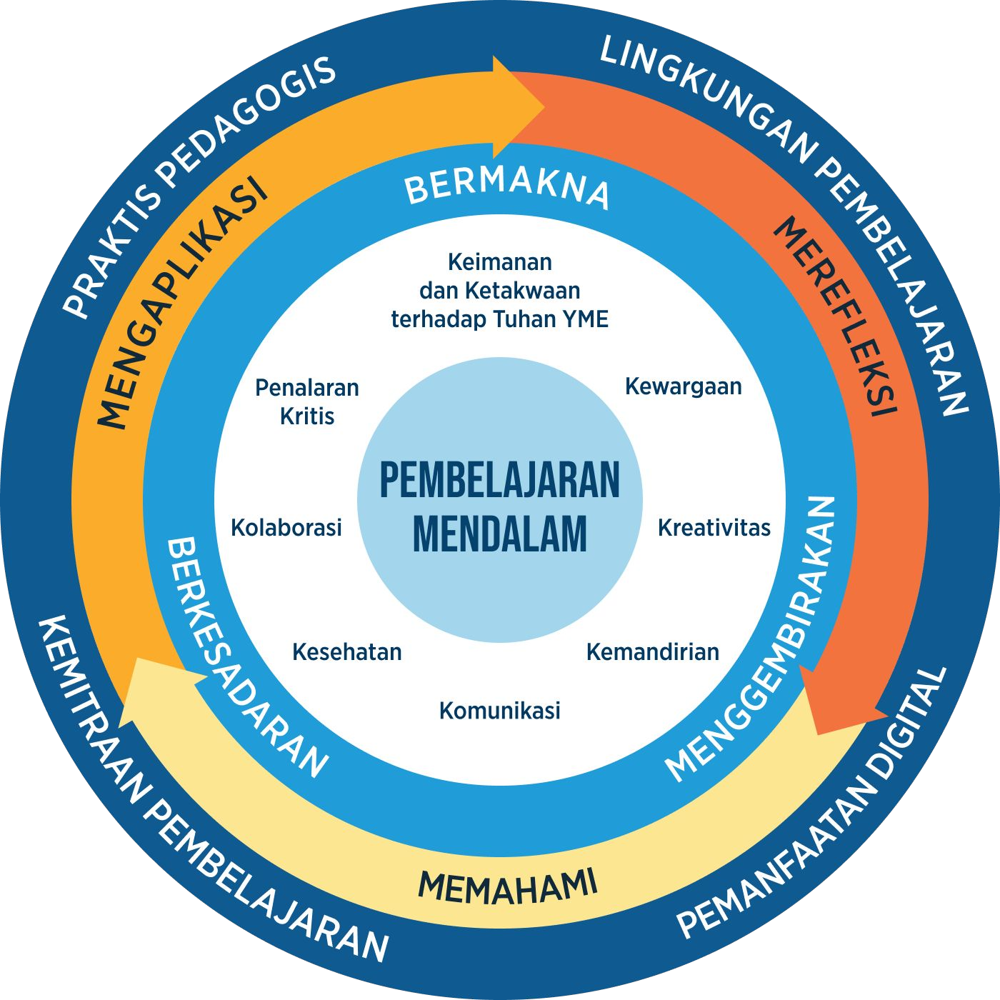 PRAKTIS PEDAGOGIS
LINGKUNGAN PEMBELAJARAN
PEMANFAATAN DIGITAL
KEMITRAAN PEMBELAJARAN
MENGAPLIKASI
MEREFLEKSI
MEMAHAMI
BERMAKNA
MENGGEMBIRAKAN
BERKESADARAN
Keimanan
dan Ketakwaan
terhadap Tuhan YME
Kewargaan
Kreativitas
Kemandirian
Komunikasi
Kesehatan
Kolaborasi
Penalaran
Kritis
PEMBELAJARAN
MENDALAM